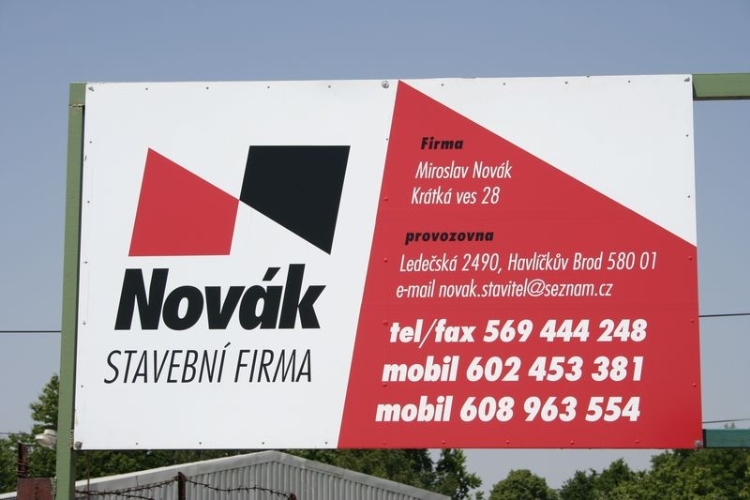 Novák
STAVEBNÍ FIRMA
Firma
Miroslav Novák
Krátká ves 28
provozovna
Ledečská 2490, Havlíčkův Brod 580 01
e-mail novak.stavitel@seznam.cz
tel/fax 569 444 248
mobil 602 453 381
mobil 608 963 554